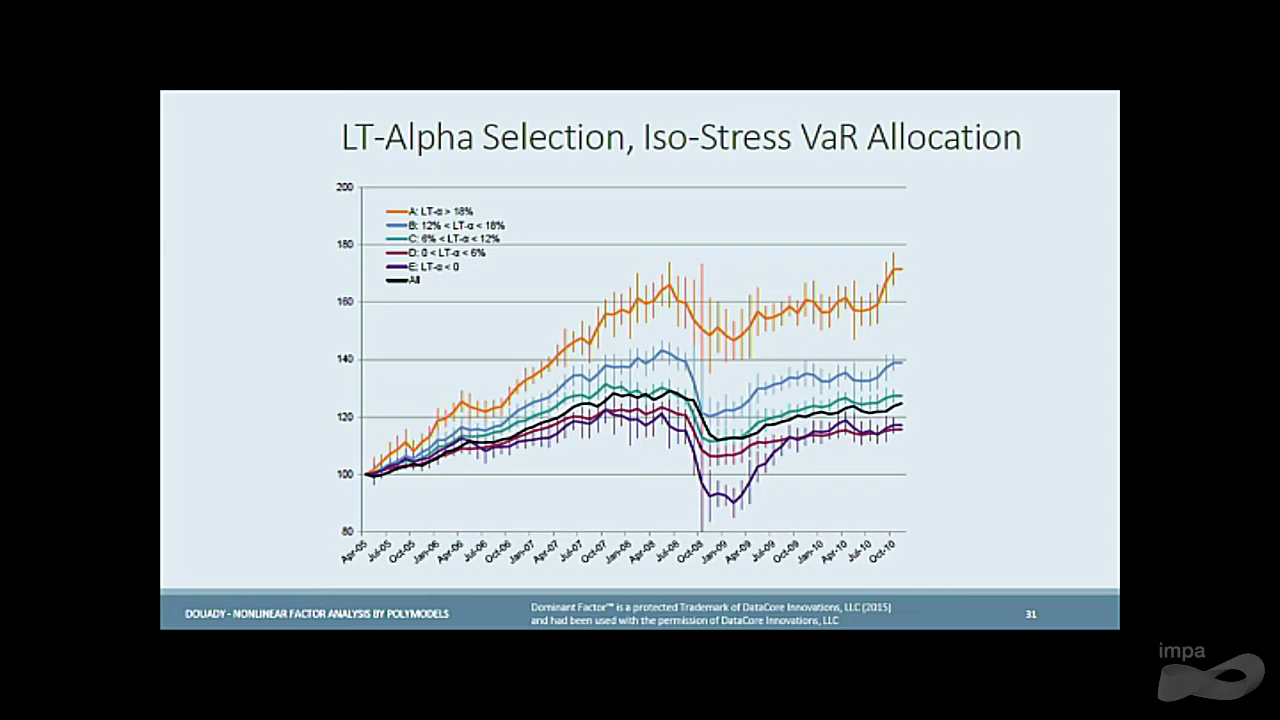 LT-Alpha Selection, Iso-Stress VaR Allocation
200
180
160
140
120
100
80
A: LT-α > 18%
B: 12% < LT-α < 18%
C: 6% < LT-α < 12%
D: 0 < LT-α < 6%
E: LT-α < 0
All
Apr-05
Jul-05
Oct-05
Jan-06
Apr-06
Jul-06
Oct-06
Jan-07
Apr-07
Jul-07
Oct-07
Jan-08
Apr-08
Jul-08
Oct-08
Jan-09
Apr-09
Jul-09
Oct-09
Jan-10
Apr-10
Jul-10
Oct-10
DOUADY - NONLINEAR FACTOR ANALYSIS BY POLYMODELS
Dominant Factor™ is a protected Trademark of DataCore Innovations, LLC (2015)
and had been used with the permission of DataCore Innovations, LLC
31
impa